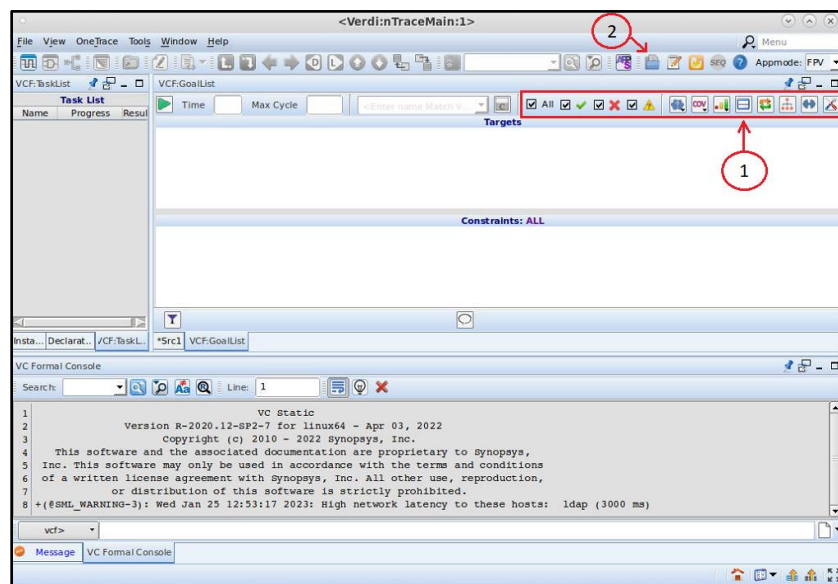 <Verdi:nTraceMain:1>
File View OneTrace Tools Window Help
Menu
2
SEQ Appmode: FPV
VCF:TaskList
VCF:GoalList
Task List
Name Progress Resul
Time Max Cycle <Enter name Match V... All COV
Targets
1
Constraints: ALL
Insta... Declarat... VCF:TaskL... *Src1 VCF:GoalList
VC Formal Console
Search: Line: 1
1 VC Static
2 Version R-2020.12-SP2-7 for linux64 - Apr 03, 2022
3 Copyright (c) 2010 - 2022 Synopsys, Inc.
4 This software and the associated documentation are proprietary to Synopsys,
5 Inc. This software may only be used in accordance with the terms and conditions
6 of a written license agreement with Synopsys, Inc. All other use, reproduction,
7 or distribution of this software is strictly prohibited.
8 +(@SML_WARNING-3): Wed Jan 25 12:53:17 2023: High network latency to these hosts: ldap (3000 ms)
vcf>
Message VC Formal Console